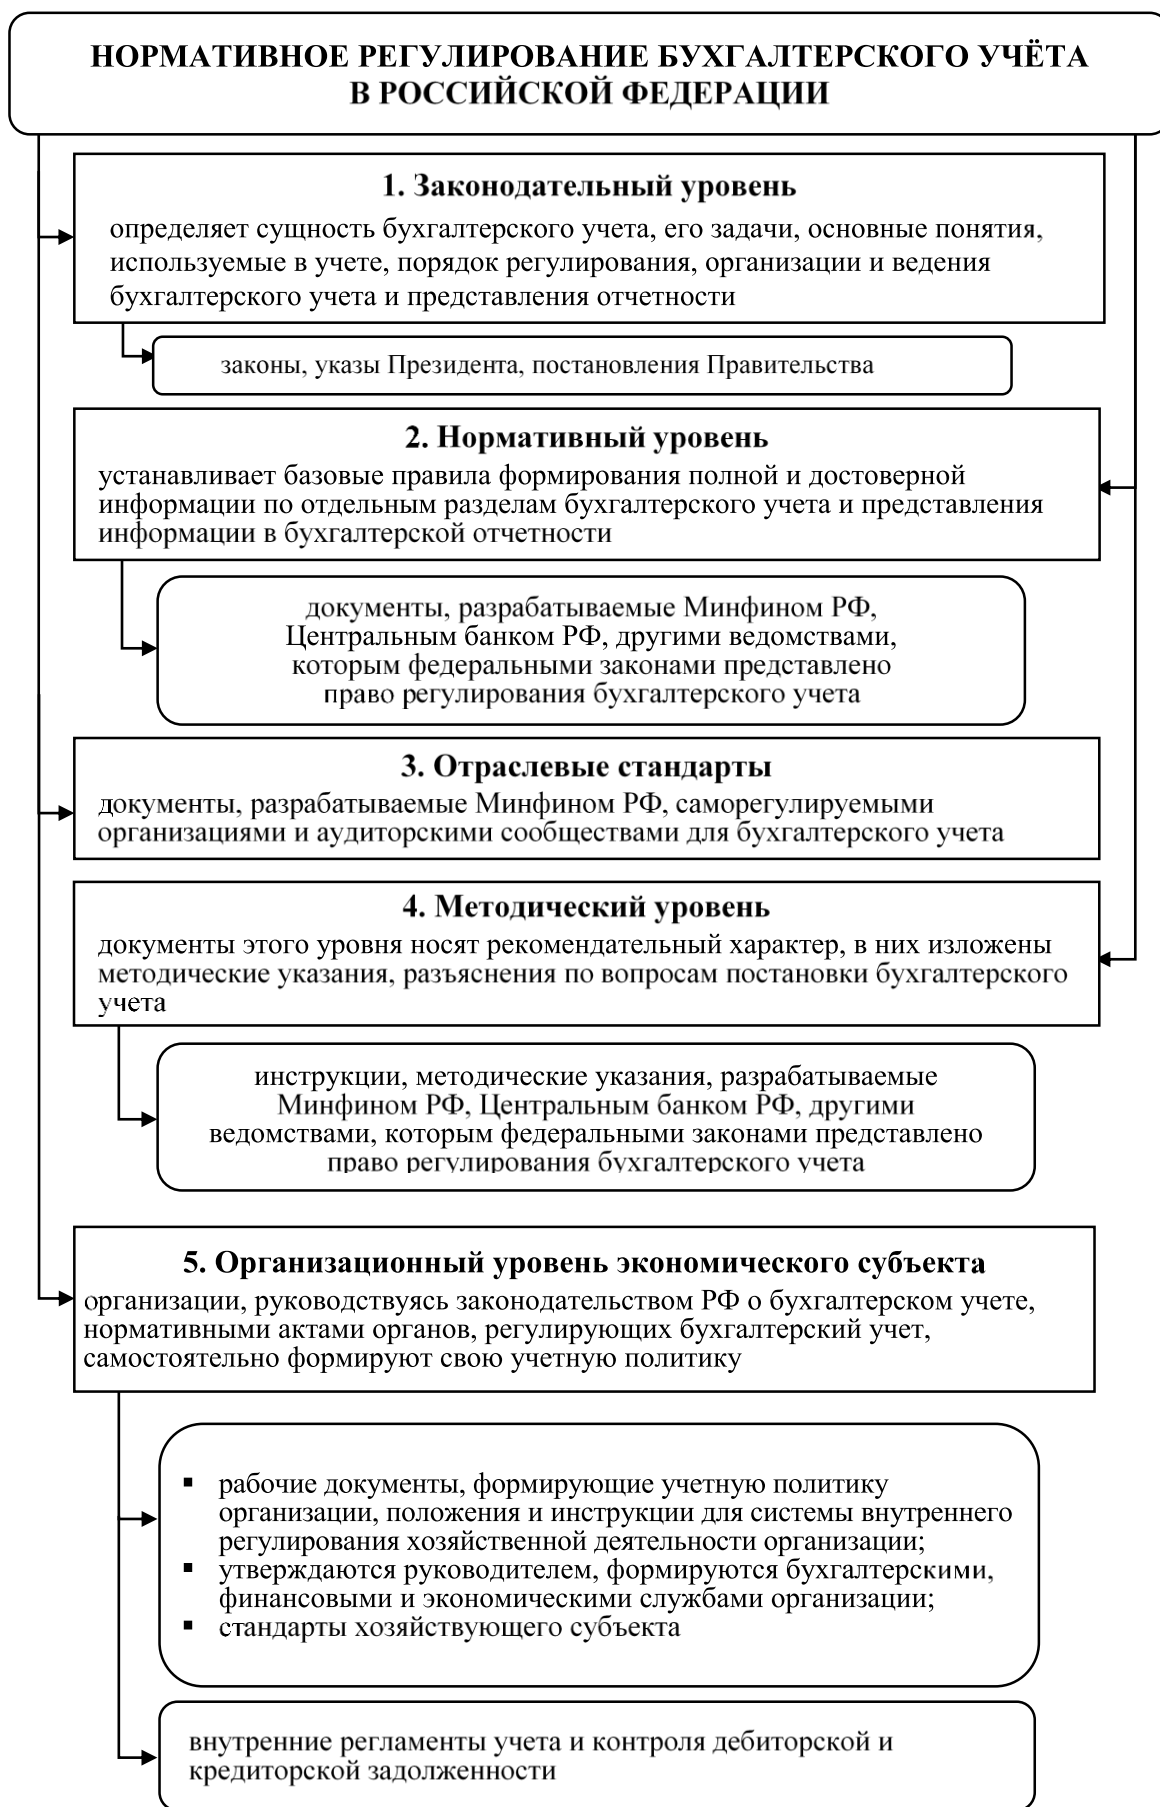 НОРМАТИВНОЕ РЕГУЛИРОВАНИЕ БУХГАЛТЕРСКОГО УЧЁТА
В РОССИЙСКОЙ ФЕДЕРАЦИИ
1. Законодательный уровень
определяет сущность бухгалтерского учета, его задачи, основные понятия,
используемые в учете, порядок регулирования, организации и ведения
бухгалтерского учета и представления отчетности
законы, указы Президента, постановления Правительства
2. Нормативный уровень
устанавливает базовые правила формирования полной и достоверной
информации по отдельным разделам бухгалтерского учета и представления
информации в бухгалтерской отчетности
документы, разрабатываемые Минфином РФ,
Центральным банком РФ, другими ведомствами,
которым федеральными законами представлено
право регулирования бухгалтерского учета
3. Отраслевые стандарты
документы, разрабатываемые Минфином РФ, саморегулируемыми
организациями и аудиторскими сообществами для бухгалтерского учета
4. Методический уровень
документы этого уровня носят рекомендательный характер, в них изложены
методические указания, разъяснения по вопросам постановки бухгалтерского
учета
инструкции, методические указания, разрабатываемые
Минфином РФ, Центральным банком РФ, другими
ведомствами, которым федеральными законами представлено
право регулирования бухгалтерского учета
5. Организационный уровень экономического субъекта
организации, руководствуясь законодательством РФ о бухгалтерском учете,
нормативными актами органов, регулирующих бухгалтерский учет,
самостоятельно формируют свою учетную политику
▪ рабочие документы, формирующие учетную политику
организации, положения и инструкции для системы внутреннего
регулирования хозяйственной деятельности организации;
▪ утверждаются руководителем, формируются бухгалтерскими,
финансовыми и экономическими службами организации;
▪ стандарты хозяйствующего субъекта
внутренние регламенты учета и контроля дебиторской и
кредиторской задолженности